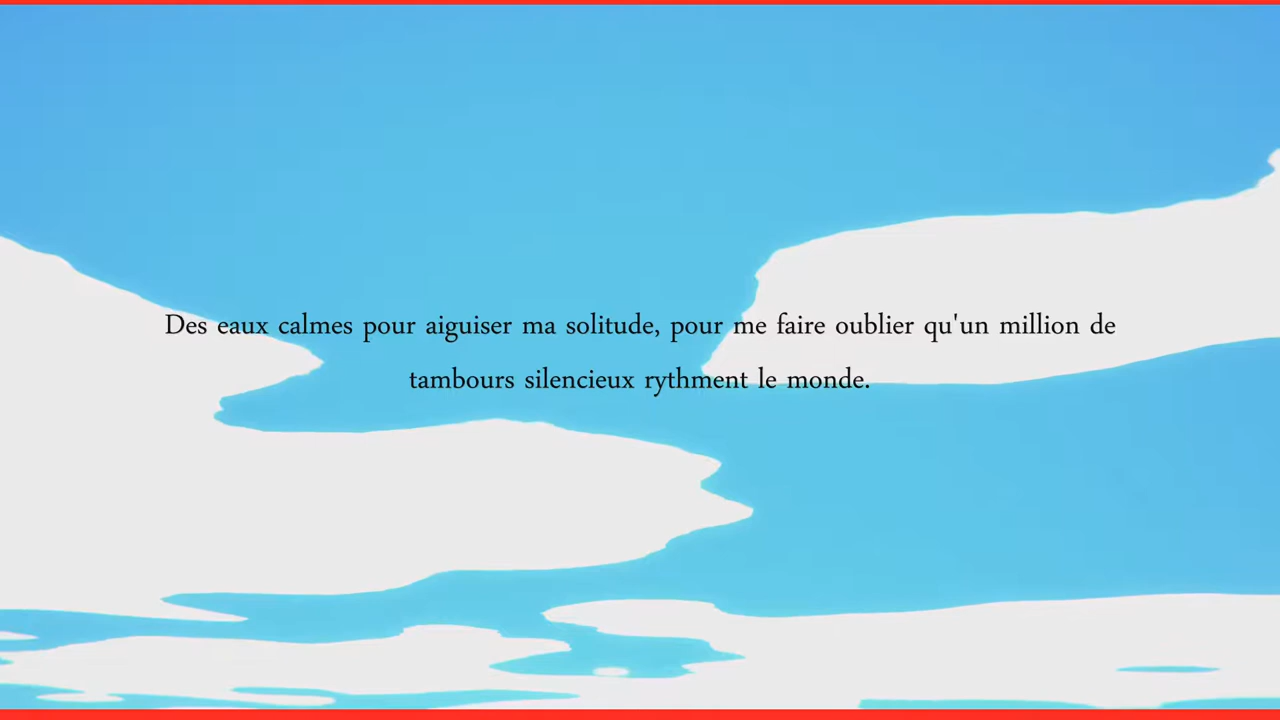 Des eaux calmes pour aiguiser ma solitude, pour me faire oublier qu'un million de
tambours silencieux rythment le monde.